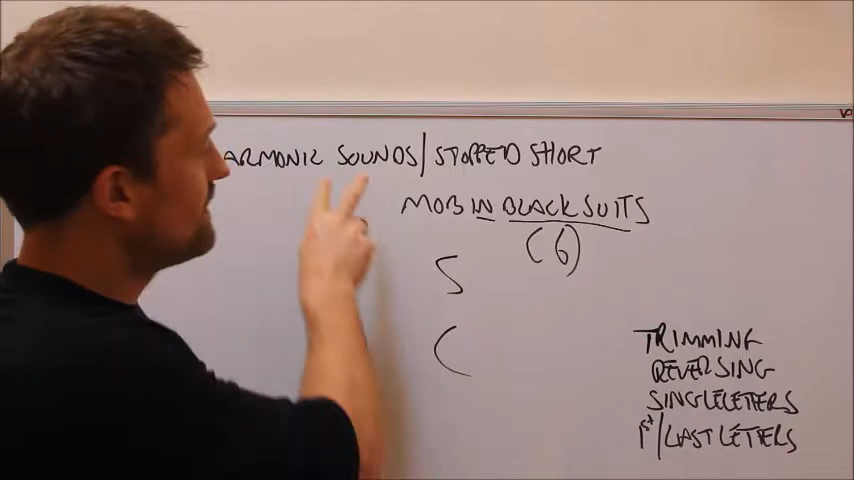 ARMONIC SOUNDS/STOPPED SHORT
MOB IN BLACK SUITS
(6)
S
C
TRIMMING
REVERSING
SINGLE LETTERS
1st/LAST LETTERS